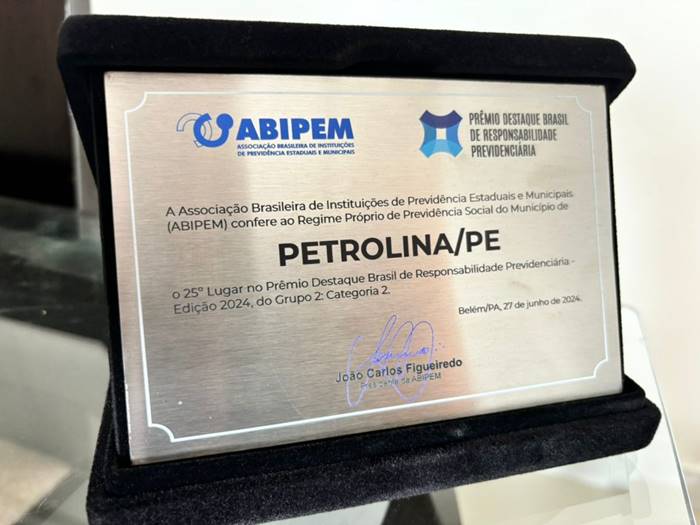 ABIPEM
ASSOCIAÇÃO BRASILEIRA DE INSTITUIÇÕES
DE PREVIDÊNCIA ESTADUAIS E MUNICIPAIS
PRÊMIO DESTAQUE BRASIL
DE RESPONSABILIDADE
PREVIDENCIÁRIA
A Associação Brasileira de Instituições de Previdência Estaduais e Municipais
(ABIPEM) confere ao Regime Próprio de Previdência Social do Município de
PETROLINA/PE
o 25º Lugar no Prêmio Destaque Brasil de Responsabilidade Previdenciária -
Edição 2024, do Grupo 2: Categoria 2.
Belém/PA, 27 de junho de 2024.
João Carlos Figueiredo
Presidente da ABIPEM